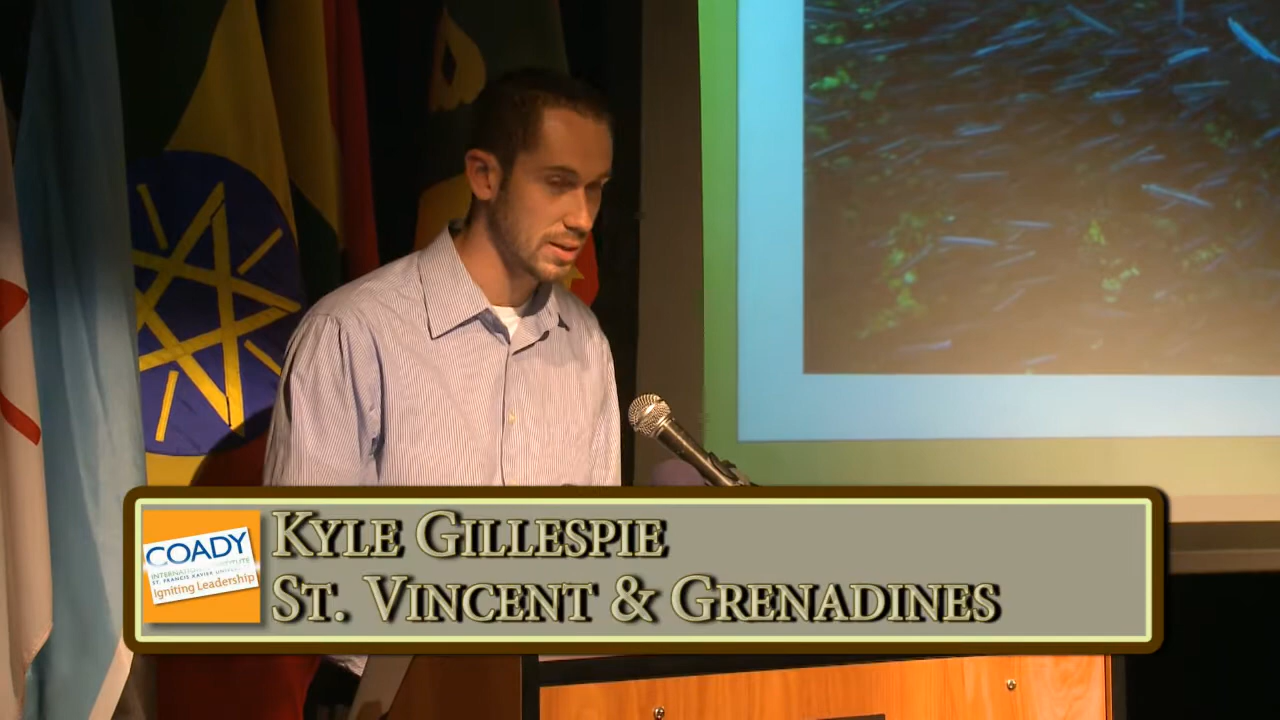 Kyle Gillespie
St. Vincent & Grenadines
COADY
INTERNATIONAL INSTITUTE
ST. FRANCIS XAVIER UNIVERSITY
Igniting Leadership